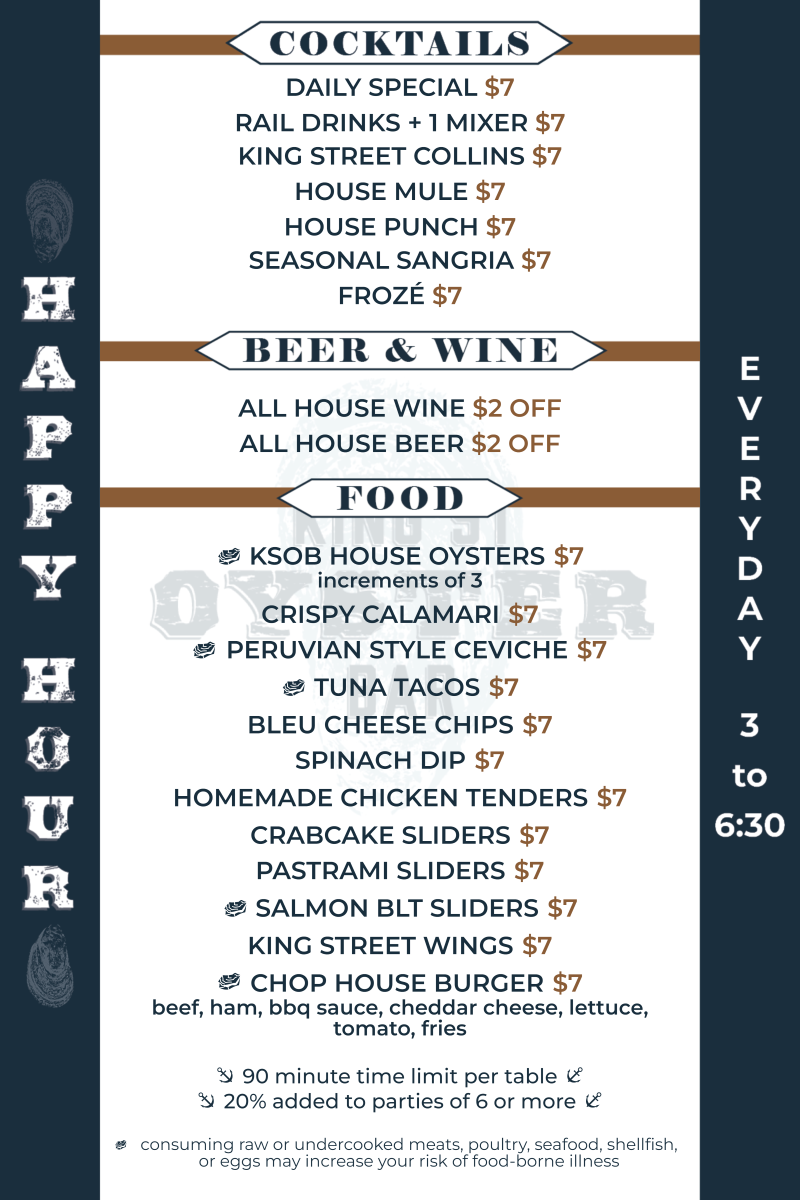 COCKTAILS
DAILY SPECIAL $7
RAIL DRINKS + 1 MIXER $7
KING STREET COLLINS $7
HOUSE MULE $7
HOUSE PUNCH $7
SEASONAL SANGRIA $7
FROZÉ $7
BEER & WINE
ALL HOUSE WINE $2 OFF
ALL HOUSE BEER $2 OFF
FOOD
KSOB HOUSE OYSTERS $7
increments of 3
CRISPY CALAMARI $7
PERUVIAN STYLE CEVICHE $7
TUNA TACOS $7
BLEU CHEESE CHIPS $7
SPINACH DIP $7
HOMEMADE CHICKEN TENDERS $7
CRABCAKE SLIDERS $7
PASTRAMI SLIDERS $7
SALMON BLT SLIDERS $7
KING STREET WINGS $7
CHOP HOUSE BURGER $7
beef, ham, bbq sauce, cheddar cheese, lettuce,
tomato, fries
90 minute time limit per table
20% added to parties of 6 or more
consuming raw or undercooked meats, poultry, seafood, shellfish,
or eggs may increase your risk of food-borne illness
HAPPY HOUR
EVERYDAY
3
to
6:30
KING ST
OYSTER
BAR